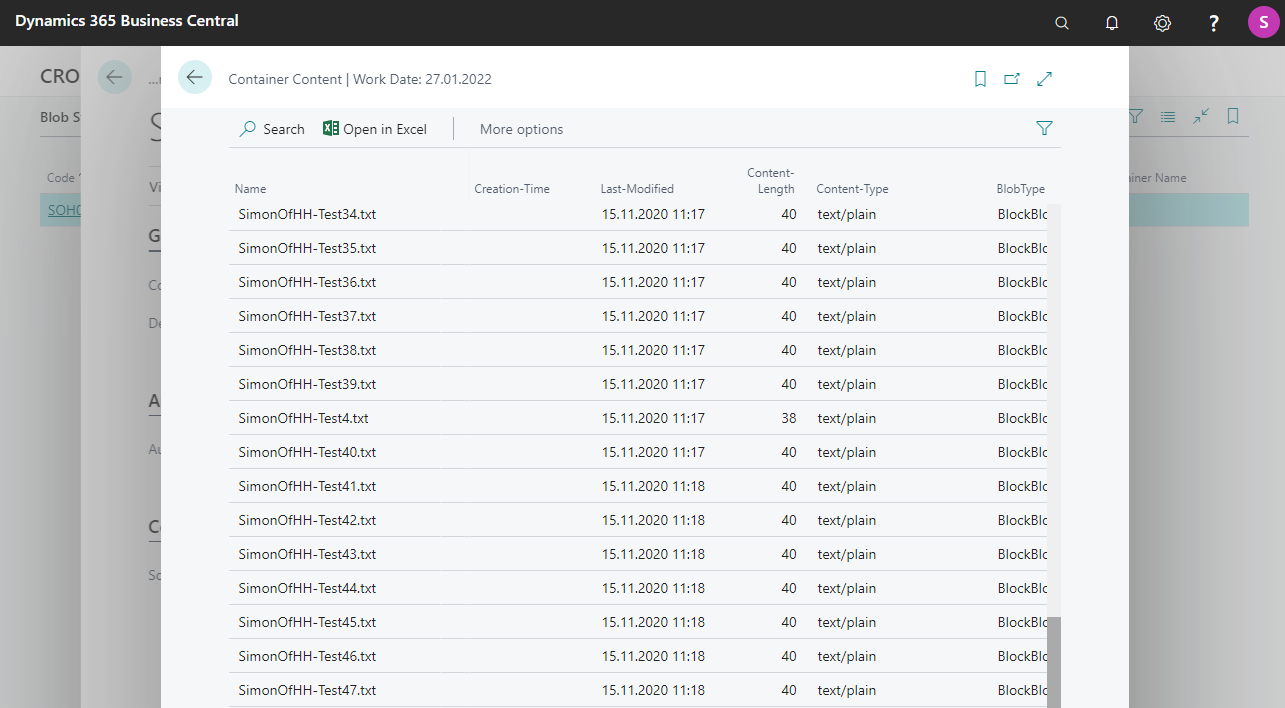 Dynamics 365 Business Central
?
S
CRO
...
Container Content | Work Date: 27.01.2022
Blob S
S
Search Open in Excel More options
Code
Vi
Name Creation-Time Last-Modified Content-Length Content-Type BlobType
ainer Name
SOHO
SimonOfHH-Test34.txt 15.11.2020 11:17 40 text/plain BlockBlo
G
SimonOfHH-Test35.txt 15.11.2020 11:17 40 text/plain BlockBlo
Co
SimonOfHH-Test36.txt 15.11.2020 11:17 40 text/plain BlockBlo
De
SimonOfHH-Test37.txt 15.11.2020 11:17 40 text/plain BlockBlo
SimonOfHH-Test38.txt 15.11.2020 11:17 40 text/plain BlockBlo
SimonOfHH-Test39.txt 15.11.2020 11:17 40 text/plain BlockBlo
A
SimonOfHH-Test4.txt 15.11.2020 11:17 38 text/plain BlockBlo
Au
SimonOfHH-Test40.txt 15.11.2020 11:17 40 text/plain BlockBlo
SimonOfHH-Test41.txt 15.11.2020 11:18 40 text/plain BlockBlo
Co
SimonOfHH-Test42.txt 15.11.2020 11:18 40 text/plain BlockBlo
SimonOfHH-Test43.txt 15.11.2020 11:18 40 text/plain BlockBlo
So
SimonOfHH-Test44.txt 15.11.2020 11:18 40 text/plain BlockBlo
SimonOfHH-Test45.txt 15.11.2020 11:18 40 text/plain BlockBlo
SimonOfHH-Test46.txt 15.11.2020 11:18 40 text/plain BlockBlo
SimonOfHH-Test47.txt 15.11.2020 11:18 40 text/plain BlockBlo